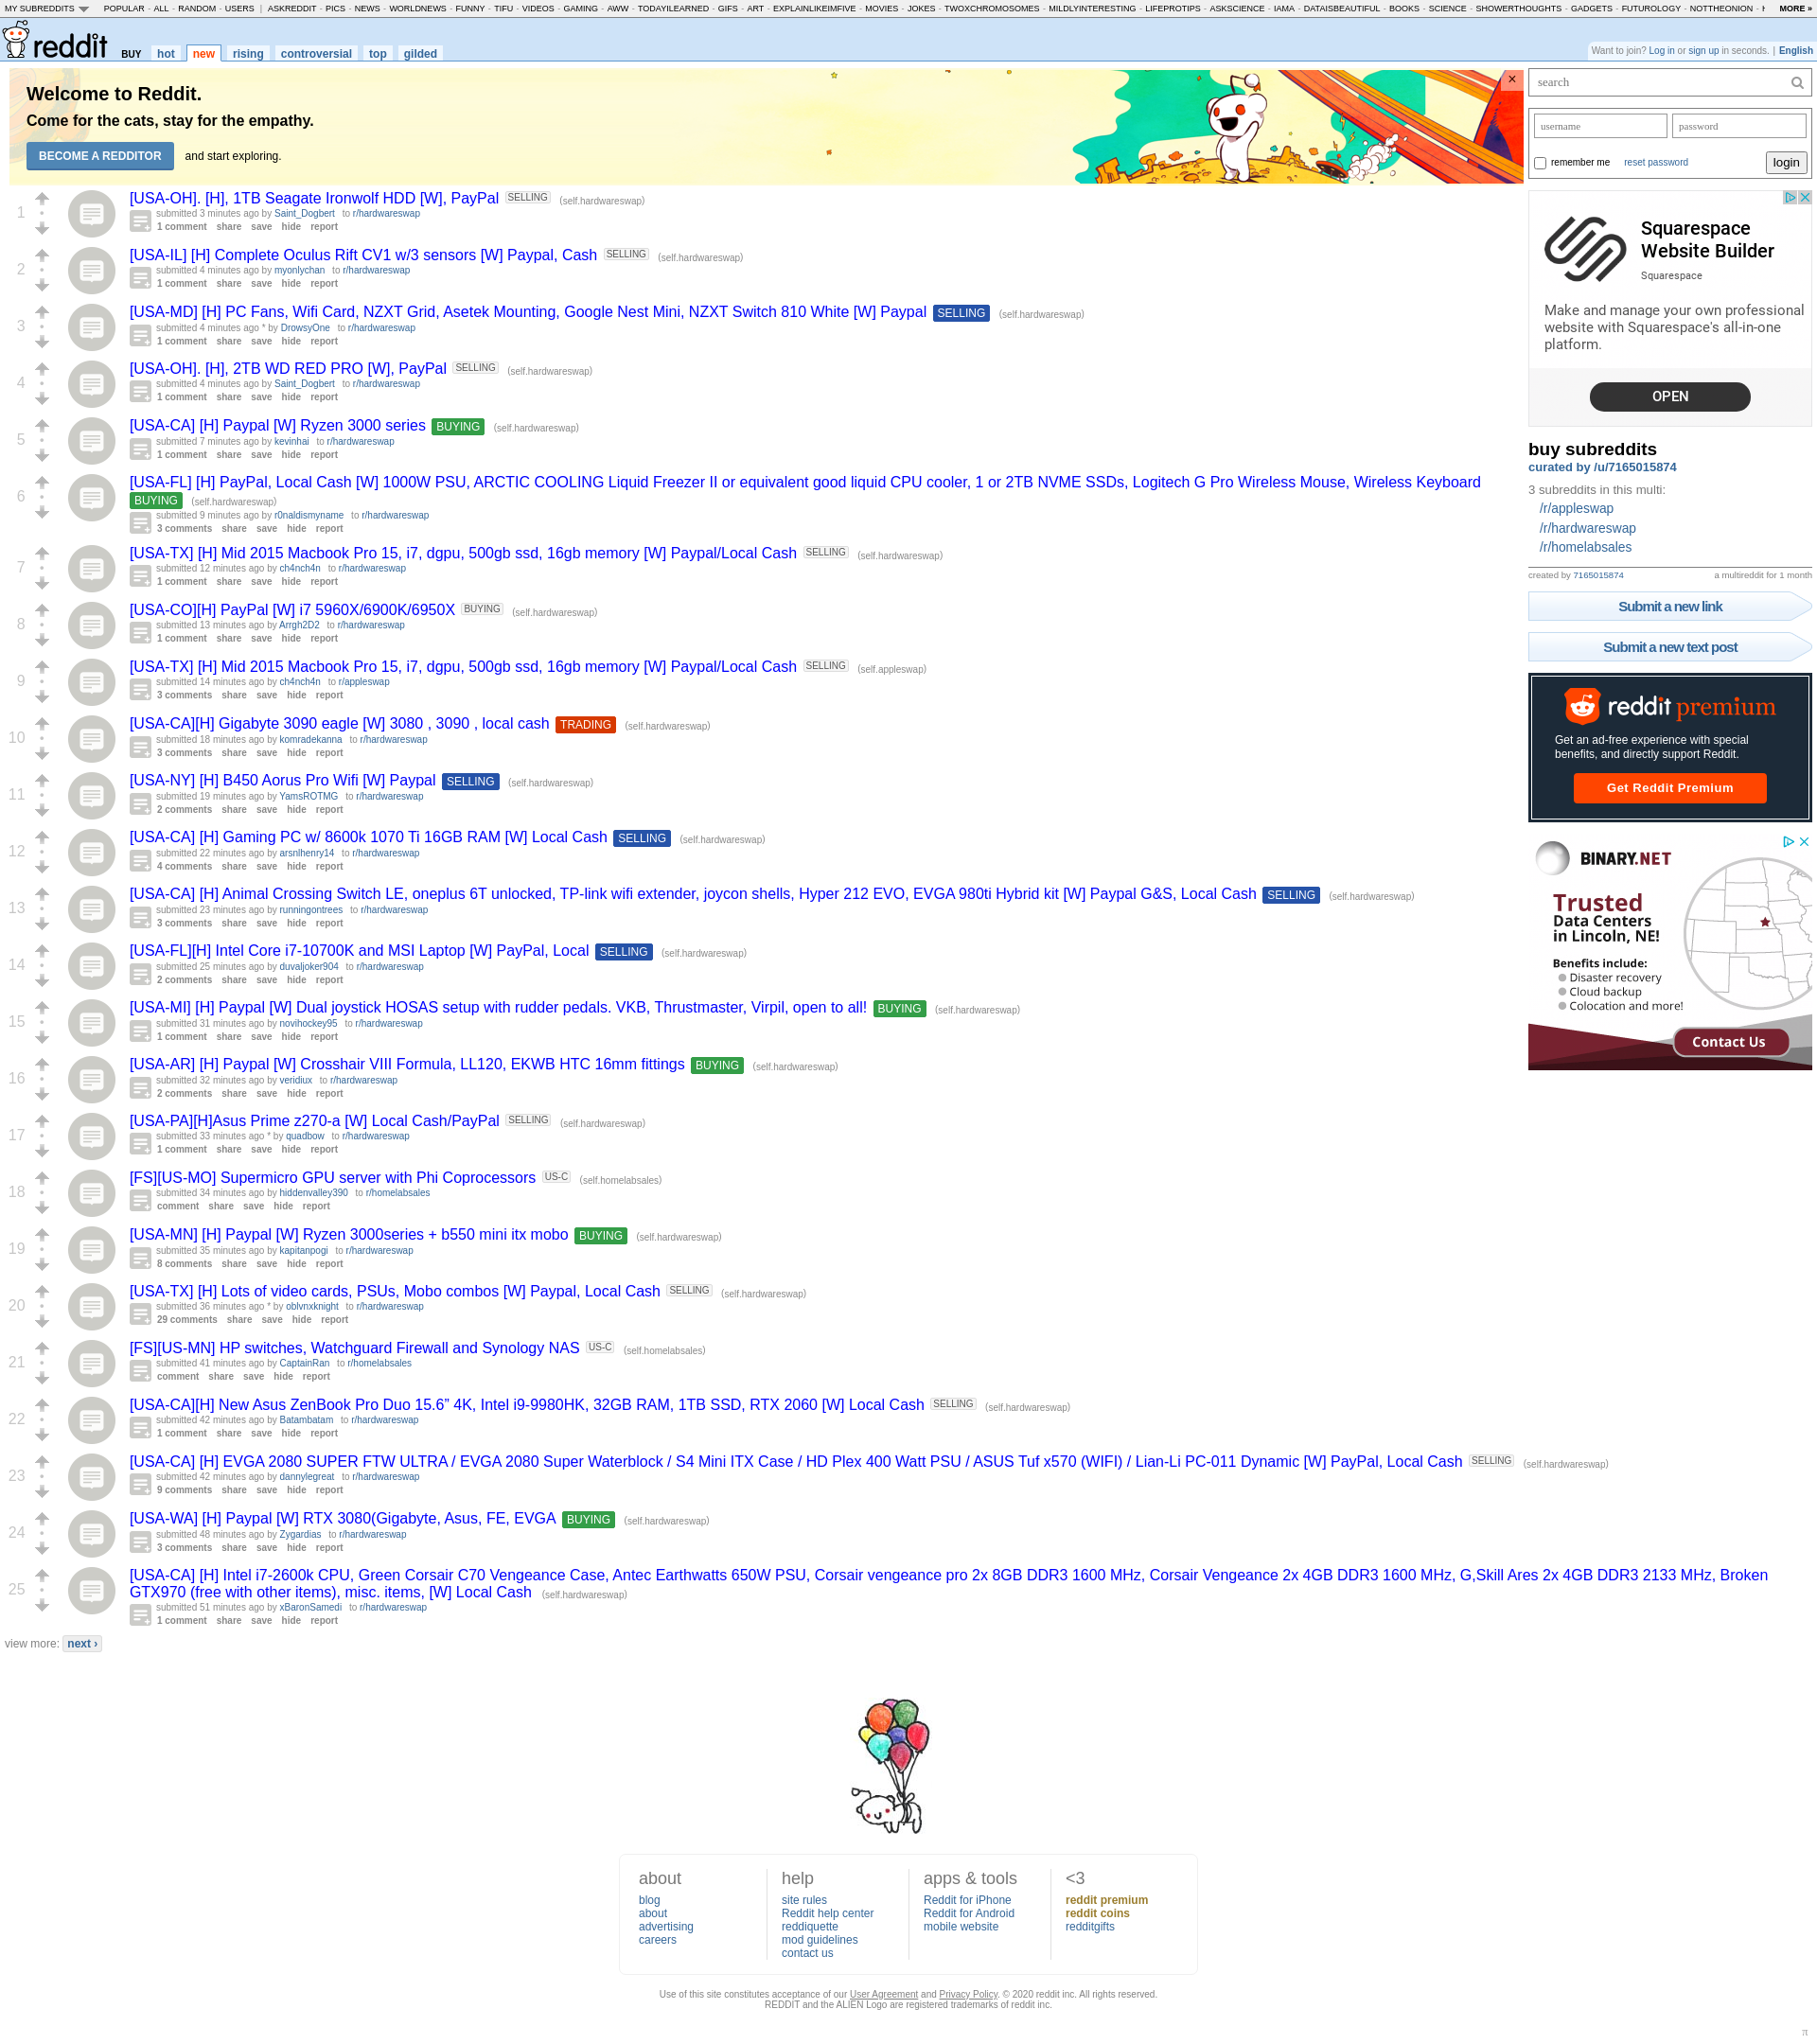 MY SUBREDDITS POPULAR - ALL - RANDOM - USERS | ASKREDDIT - PICS - NEWS - WORLDNEWS - FUNNY - TIFU - VIDEOS - GAMING - AWW - TODAYILEARNED - GIFS - ART - EXPLAINLIKEIMFIVE - MOVIES - JOKES - TWOXCHROMOSOMES - MILDLYINTERESTING - LIFEPROTIPS - ASKSCIENCE - IAMA - DATAISBEAUTIFUL - BOOKS - SCIENCE - SHOWERTHOUGHTS - GADGETS - FUTUROLOGY - NOTTHEONION - MORE »
reddit BUY hot new rising controversial top gilded
Want to join? Log in or sign up in seconds. | English
Welcome to Reddit.
Come for the cats, stay for the empathy.
BECOME A REDDITOR and start exploring.
1
[USA-OH]. [H], 1TB Seagate Ironwolf HDD [W], PayPal SELLING (self.hardwareswap)
submitted 3 minutes ago by Saint_Dogbert to r/hardwareswap
1 comment share save hide report
2
[USA-IL] [H] Complete Oculus Rift CV1 w/3 sensors [W] Paypal, Cash SELLING (self.hardwareswap)
submitted 4 minutes ago by myonlychan to r/hardwareswap
1 comment share save hide report
3
[USA-MD] [H] PC Fans, Wifi Card, NZXT Grid, Asetek Mounting, Google Nest Mini, NZXT Switch 810 White [W] Paypal SELLING (self.hardwareswap)
submitted 4 minutes ago * by DrowsyOne to r/hardwareswap
1 comment share save hide report
4
[USA-OH]. [H], 2TB WD RED PRO [W], PayPal SELLING (self.hardwareswap)
submitted 4 minutes ago by Saint_Dogbert to r/hardwareswap
1 comment share save hide report
5
[USA-CA] [H] Paypal [W] Ryzen 3000 series BUYING (self.hardwareswap)
submitted 7 minutes ago by kevinhai to r/hardwareswap
1 comment share save hide report
6
[USA-FL] [H] PayPal, Local Cash [W] 1000W PSU, ARCTIC COOLING Liquid Freezer II or equivalent good liquid CPU cooler, 1 or 2TB NVME SSDs, Logitech G Pro Wireless Mouse, Wireless Keyboard
BUYING (self.hardwareswap)
submitted 9 minutes ago by r0naldismyname to r/hardwareswap
3 comments share save hide report
7
[USA-TX] [H] Mid 2015 Macbook Pro 15, i7, dgpu, 500gb ssd, 16gb memory [W] Paypal/Local Cash SELLING (self.hardwareswap)
submitted 12 minutes ago by ch4nch4n to r/hardwareswap
1 comment share save hide report
8
[USA-CO][H] PayPal [W] i7 5960X/6900K/6950X BUYING (self.hardwareswap)
submitted 13 minutes ago by Arrgh2D2 to r/hardwareswap
1 comment share save hide report
9
[USA-TX] [H] Mid 2015 Macbook Pro 15, i7, dgpu, 500gb ssd, 16gb memory [W] Paypal/Local Cash SELLING (self.appleswap)
submitted 14 minutes ago by ch4nch4n to r/appleswap
3 comments share save hide report
10
[USA-CA][H] Gigabyte 3090 eagle [W] 3080 , 3090 , local cash TRADING (self.hardwareswap)
submitted 18 minutes ago by komradekanna to r/hardwareswap
3 comments share save hide report
11
[USA-NY] [H] B450 Aorus Pro Wifi [W] Paypal SELLING (self.hardwareswap)
submitted 19 minutes ago by YamsROTMG to r/hardwareswap
2 comments share save hide report
12
[USA-CA] [H] Gaming PC w/ 8600k 1070 Ti 16GB RAM [W] Local Cash SELLING (self.hardwareswap)
submitted 22 minutes ago by arsnlhenry14 to r/hardwareswap
4 comments share save hide report
13
[USA-CA] [H] Animal Crossing Switch LE, oneplus 6T unlocked, TP-link wifi extender, joycon shells, Hyper 212 EVO, EVGA 980ti Hybrid kit [W] Paypal G&S, Local Cash SELLING (self.hardwareswap)
submitted 23 minutes ago by runningontrees to r/hardwareswap
3 comments share save hide report
14
[USA-FL][H] Intel Core i7-10700K and MSI Laptop [W] PayPal, Local SELLING (self.hardwareswap)
submitted 25 minutes ago by duvaljoker904 to r/hardwareswap
2 comments share save hide report
15
[USA-MI] [H] Paypal [W] Dual joystick HOSAS setup with rudder pedals. VKB, Thrustmaster, Virpil, open to all! BUYING (self.hardwareswap)
submitted 31 minutes ago by novihockey95 to r/hardwareswap
1 comment share save hide report
16
[USA-AR] [H] Paypal [W] Crosshair VIII Formula, LL120, EKWB HTC 16mm fittings BUYING (self.hardwareswap)
submitted 32 minutes ago by veridiux to r/hardwareswap
2 comments share save hide report
17
[USA-PA][H]Asus Prime z270-a [W] Local Cash/PayPal SELLING (self.hardwareswap)
submitted 33 minutes ago * by quadbow to r/hardwareswap
1 comment share save hide report
18
[FS][US-MO] Supermicro GPU server with Phi Coprocessors US-C (self.homelabsales)
submitted 34 minutes ago by hiddenvalley390 to r/homelabsales
comment share save hide report
19
[USA-MN] [H] Paypal [W] Ryzen 3000series + b550 mini itx mobo BUYING (self.hardwareswap)
submitted 35 minutes ago by kapitanpogi to r/hardwareswap
8 comments share save hide report
20
[USA-TX] [H] Lots of video cards, PSUs, Mobo combos [W] Paypal, Local Cash SELLING (self.hardwareswap)
submitted 36 minutes ago * by oblvnxknight to r/hardwareswap
29 comments share save hide report
21
[FS][US-MN] HP switches, Watchguard Firewall and Synology NAS US-C (self.homelabsales)
submitted 41 minutes ago by CaptainRan to r/homelabsales
comment share save hide report
22
[USA-CA][H] New Asus ZenBook Pro Duo 15.6” 4K, Intel i9-9980HK, 32GB RAM, 1TB SSD, RTX 2060 [W] Local Cash SELLING (self.hardwareswap)
submitted 42 minutes ago by Batambatam to r/hardwareswap
1 comment share save hide report
23
[USA-CA] [H] EVGA 2080 SUPER FTW ULTRA / EVGA 2080 Super Waterblock / S4 Mini ITX Case / HD Plex 400 Watt PSU / ASUS Tuf x570 (WIFI) / Lian-Li PC-011 Dynamic [W] PayPal, Local Cash SELLING (self.hardwareswap)
submitted 42 minutes ago by dannylegreat to r/hardwareswap
9 comments share save hide report
24
[USA-WA] [H] Paypal [W] RTX 3080(Gigabyte, Asus, FE, EVGA BUYING (self.hardwareswap)
submitted 48 minutes ago by Zygardias to r/hardwareswap
3 comments share save hide report
25
[USA-CA] [H] Intel i7-2600k CPU, Green Corsair C70 Vengeance Case, Antec Earthwatts 650W PSU, Corsair vengeance pro 2x 8GB DDR3 1600 MHz, Corsair Vengeance 2x 4GB DDR3 1600 MHz, G,Skill Ares 2x 4GB DDR3 2133 MHz, Broken
GTX970 (free with other items), misc. items, [W] Local Cash (self.hardwareswap)
submitted 51 minutes ago by xBaronSamedi to r/hardwareswap
1 comment share save hide report
view more: next ›
search
username password
remember me reset password login
Squarespace
Website Builder
Squarespace
Make and manage your own professional
website with Squarespace's all-in-one
platform.
OPEN
buy subreddits
curated by /u/7165015874
3 subreddits in this multi:
/r/appleswap
/r/hardwareswap
/r/homelabsales
created by 7165015874 a multireddit for 1 month
Submit a new link
Submit a new text post
reddit premium
Get an ad-free experience with special
benefits, and directly support Reddit.
Get Reddit Premium
BINARY.NET
Trusted
Data Centers
in Lincoln, NE!
Benefits include:
Disaster recovery
Cloud backup
Colocation and more!
Contact Us
about
blog
about
advertising
careers
help
site rules
Reddit help center
reddiquette
mod guidelines
contact us
apps & tools
Reddit for iPhone
Reddit for Android
mobile website
<3
reddit premium
reddit coins
redditgifts
Use of this site constitutes acceptance of our User Agreement and Privacy Policy. © 2020 reddit inc. All rights reserved.
REDDIT and the ALIEN Logo are registered trademarks of reddit inc.
π